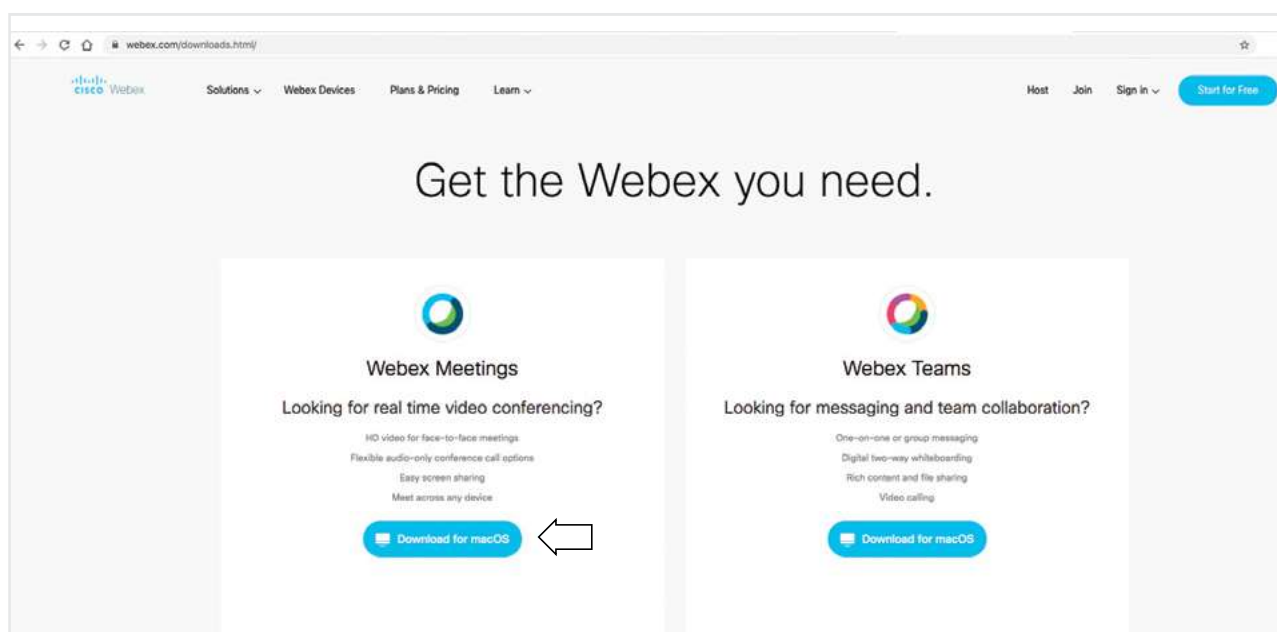 webex.com/downloads.html/
cisco Webex Solutions Webex Devices Plans & Pricing Learn Host Join Sign in Start for Free
Get the Webex you need.
Webex Meetings
Looking for real time video conferencing?
HD video for face-to-face meetings
Flexible audio-only conference call options
Easy screen sharing
Meet across any device
Download for macOS
Webex Teams
Looking for messaging and team collaboration?
One-on-one or group messaging
Digital two-way whiteboarding
Rich content and file sharing
Video calling
Download for macOS